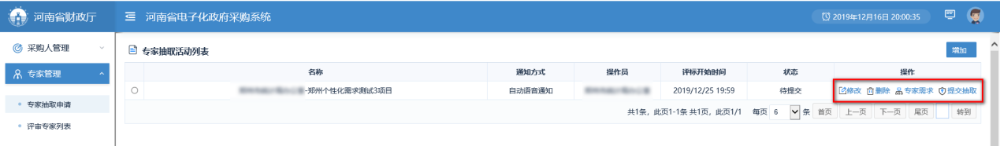 河南省财政厅
河南省电子化政府采购系统
2019年12月16日 20:00:35
采购人管理
专家管理
专家抽取申请
评审专家列表
专家抽取活动列表
增加
名称 通知方式 操作员 评标开始时间 状态 操作
-郑州个性化需求测试3项目 自动语音通知 2019/12/25 19:59 待提交 修改 删除 专家需求 提交抽取
共1条，此页1-1条 共1页，此页1/1 每页 6 条 首页 上一页 下一页 尾页 转到